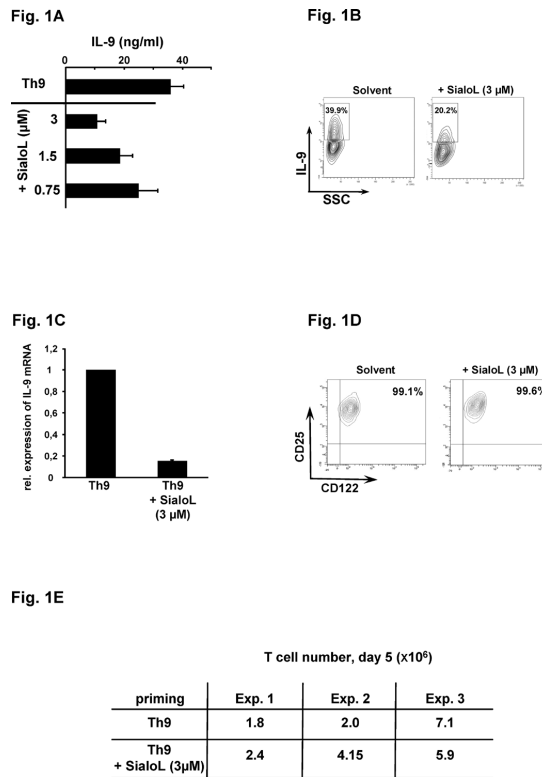 Fig. 1A
IL-9 (ng/ml)
0 20 40
Th9
+ SialoL (µM)
3
1.5
0.75
Fig. 1B
Solvent
+ SialoL (3 µM)
39.9%
20.2%
IL-9
SSC
Fig. 1C
rel. expression of IL-9 mRNA
1,2
1
0,8
0,6
0,4
0,2
0
Th9
Th9
+ SialoL
(3 µM)
Fig. 1D
Solvent
+ SialoL (3 µM)
99.1%
99.6%
CD25
CD122
Fig. 1E
T cell number, day 5 (x10⁶)
priming Exp. 1 Exp. 2 Exp. 3
Th9 1.8 2.0 7.1
Th9
+ SialoL (3µM) 2.4 4.15 5.9